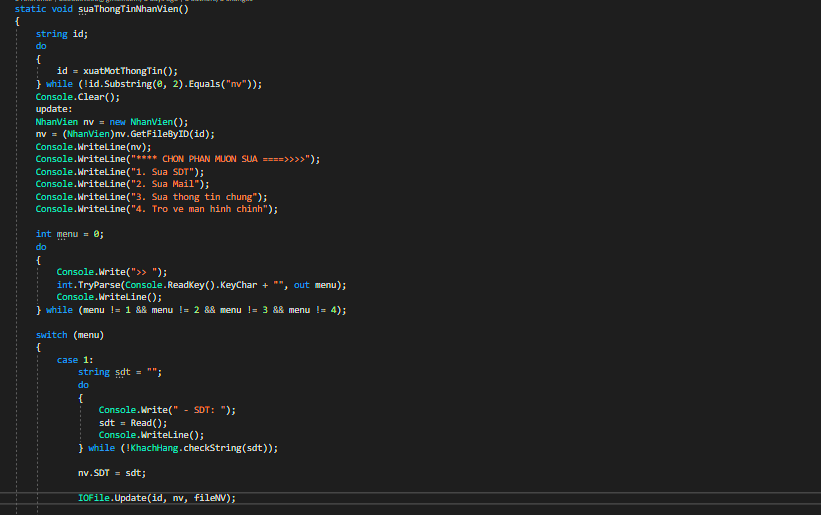 static void suaThongTinNhanVien()
{
string id;
do
{
id = xuatMotThongTin();
} while (!id.Substring(0, 2).Equals("nv"));
Console.Clear();
update:
NhanVien nv = new NhanVien();
nv = (NhanVien)nv.GetFileByID(id);
Console.WriteLine(nv);
Console.WriteLine("**** CHON PHAN MUON SUA ====>>>>");
Console.WriteLine("1. Sua SDT");
Console.WriteLine("2. Sua Mail");
Console.WriteLine("3. Sua thong tin chung");
Console.WriteLine("4. Tro ve man hinh chinh");
int menu = 0;
do
{
Console.Write(">> ");
int.TryParse(Console.ReadKey().KeyChar + "", out menu);
Console.WriteLine();
} while (menu != 1 && menu != 2 && menu != 3 && menu != 4);
switch (menu)
{
case 1:
string sdt = "";
do
{
Console.Write(" - SDT: ");
sdt = Read();
Console.WriteLine();
} while (!KhachHang.checkString(sdt));
nv.SDT = sdt;
IOFile.Update(id, nv, fileNV);